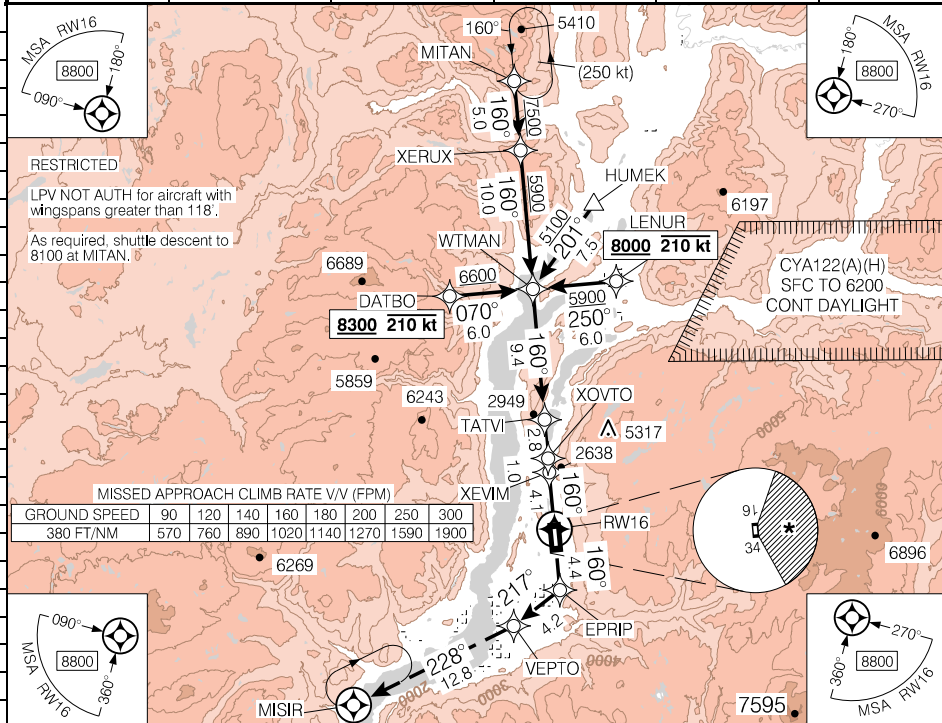 MSA RW16
8800
180°
090°
160°
5410
MITAN
(250 kt)
MSA RW16
180°
8800
270°
7500
160°
5.0
XERUX
RESTRICTED
LPV NOT AUTH for aircraft with
wingspans greater than 118'.
As required, shuttle descent to
8100 at MITAN.
5900
160°
10.0
HUMEK
6197
5100
201°
7.5
WTMAN
LENUR
8000 210 kt
CYA122(A)(H)
SFC TO 6200
CONT DAYLIGHT
6689
6600
DATBO
070°
6.0
8300 210 kt
5900
250°
6.0
160°
9.4
5859
6243
2949
XOVTO
TATVI
5317
6000
2.8
2638
4000
6000
1.0
XEVIM
4.1
160°
MISSED APPROACH CLIMB RATE V/V (FPM)
GROUND SPEED 90 120 140 160 180 200 250 300
380 FT/NM 570 760 890 1020 1140 1270 1590 1900
RW16
16
34
*
6896
6269
160°
4.4
217°
4.2
EPRIP
VEPTO
090°
MSA RW16
8800
360°
270°
360°
8800
MSA RW16
228°
12.8
4000
3000
2000
MISIR
7595